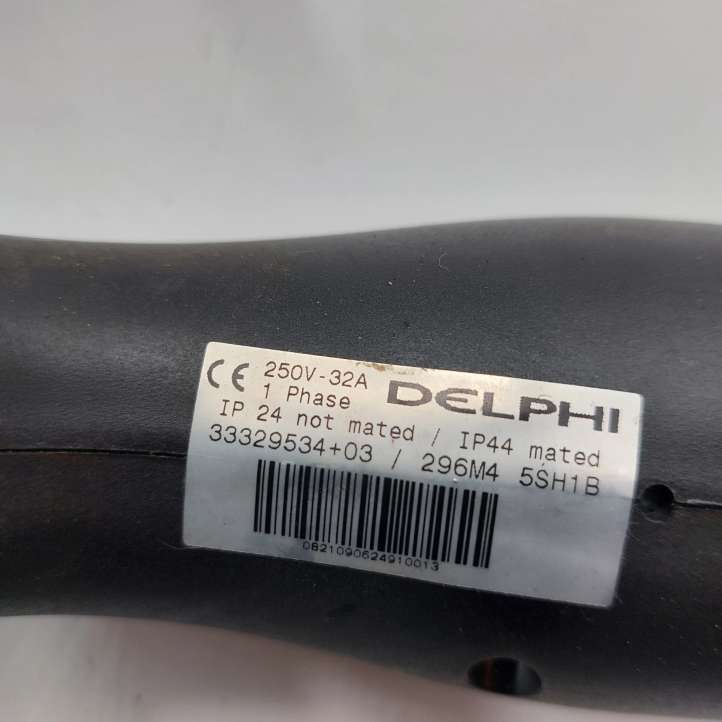 CE 250V-32A DELPHI
1 Phase
IP 24 not mated / IP44 mated
33329534+03 / 296M4 5SH1B
0821090624910013